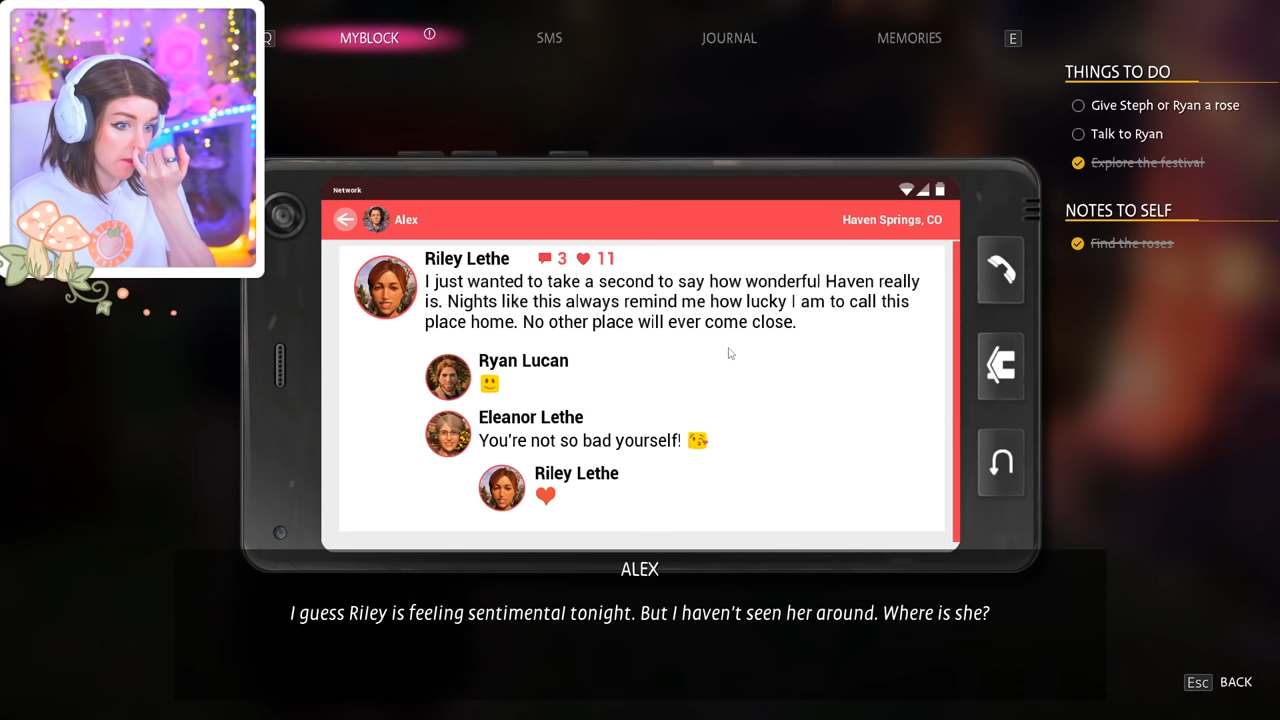 Q
MYBLOCK
SMS
JOURNAL
MEMORIES
E
THINGS TO DO
Give Steph or Ryan a rose
Talk to Ryan
Explore the festival
NOTES TO SELF
Find the roses
Network
Alex
Haven Springs, CO
Riley Lethe 3 11
I just wanted to take a second to say how wonderful Haven really
is. Nights like this always remind me how lucky I am to call this
place home. No other place will ever come close.
Ryan Lucan
Eleanor Lethe
You're not so bad yourself!
Riley Lethe
ALEX
I guess Riley is feeling sentimental tonight. But I haven't seen her around. Where is she?
Esc BACK